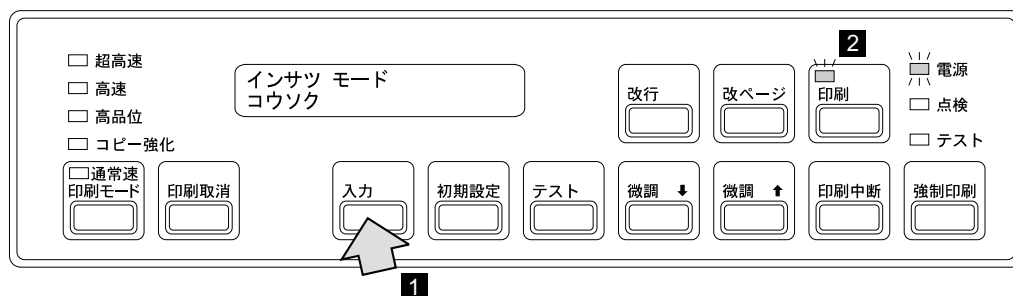 超高速
高速
高品位
コピー強化
通常速
印刷モード
印刷取消
インサツ モード
コウソク
入力
初期設定
テスト
改行
改ページ
2
印刷
微調 ⬇
微調 ⬆
印刷中断
強制印刷
電源
点検
テスト
1